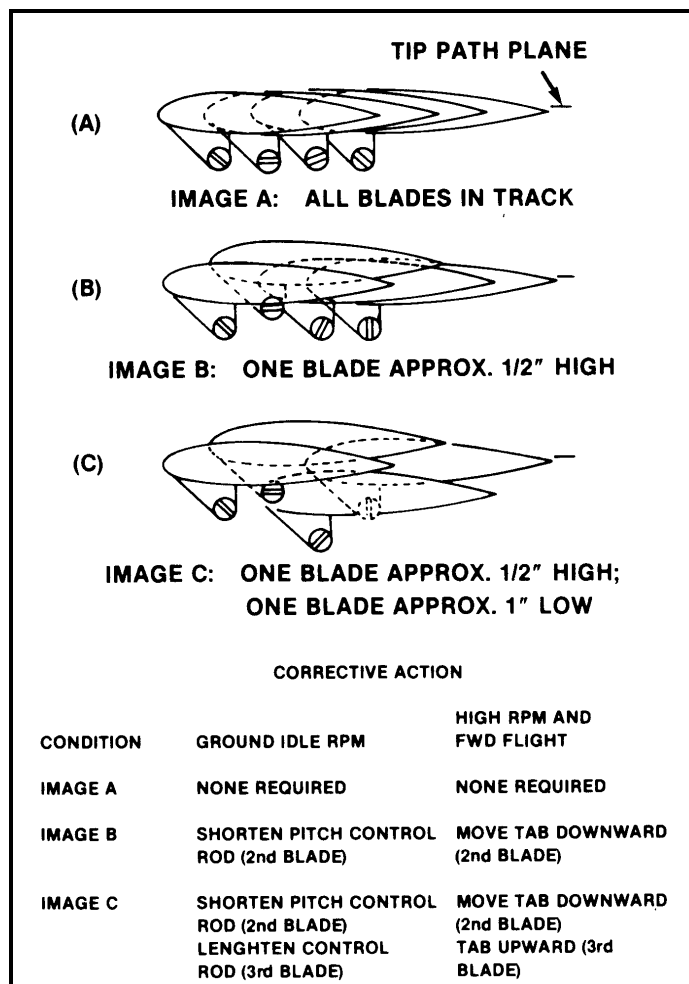 TIP PATH PLANE
(A)
IMAGE A: ALL BLADES IN TRACK
(B)
IMAGE B: ONE BLADE APPROX. 1/2" HIGH
(C)
IMAGE C: ONE BLADE APPROX. 1/2" HIGH;
ONE BLADE APPROX. 1" LOW
CORRECTIVE ACTION
CONDITION GROUND IDLE RPM HIGH RPM AND
FWD FLIGHT
IMAGE A NONE REQUIRED NONE REQUIRED
IMAGE B SHORTEN PITCH CONTROL MOVE TAB DOWNWARD
ROD (2nd BLADE) (2nd BLADE)
IMAGE C SHORTEN PITCH CONTROL MOVE TAB DOWNWARD
ROD (2nd BLADE) (2nd BLADE)
LENGHTEN CONTROL TAB UPWARD (3rd
ROD (3rd BLADE) BLADE)